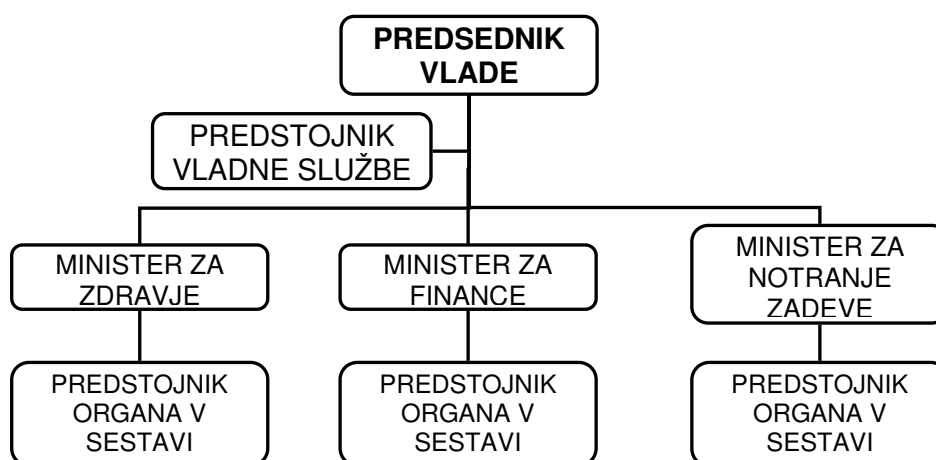 PREDSEDNIK
VLADE
PREDSTOJNIK
VLADNE SLUŽBE
MINISTER ZA
ZDRAVJE
MINISTER ZA
FINANCE
MINISTER ZA
NOTRANJE
ZADEVE
PREDSTOJNIK
ORGANA V
SESTAVI
PREDSTOJNIK
ORGANA V
SESTAVI
PREDSTOJNIK
ORGANA V
SESTAVI